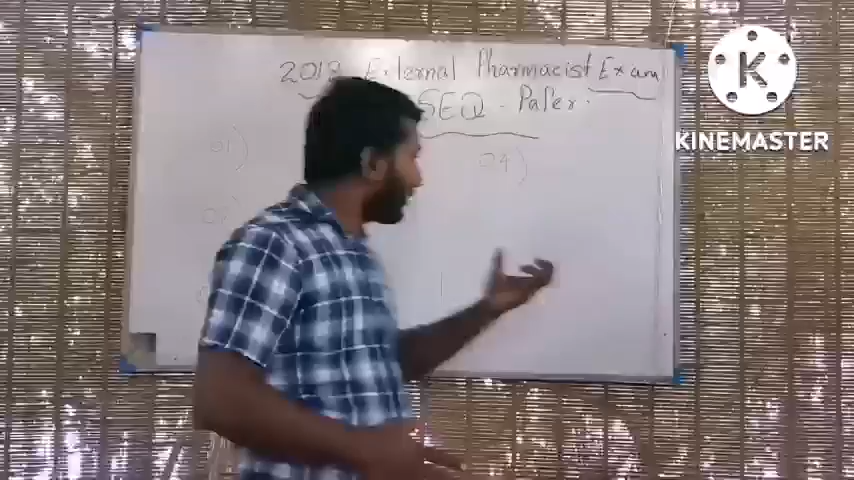 2018 External Pharmacist Exam
SEQ - Paper.
01)
04)
02)
K
KINEMASTER